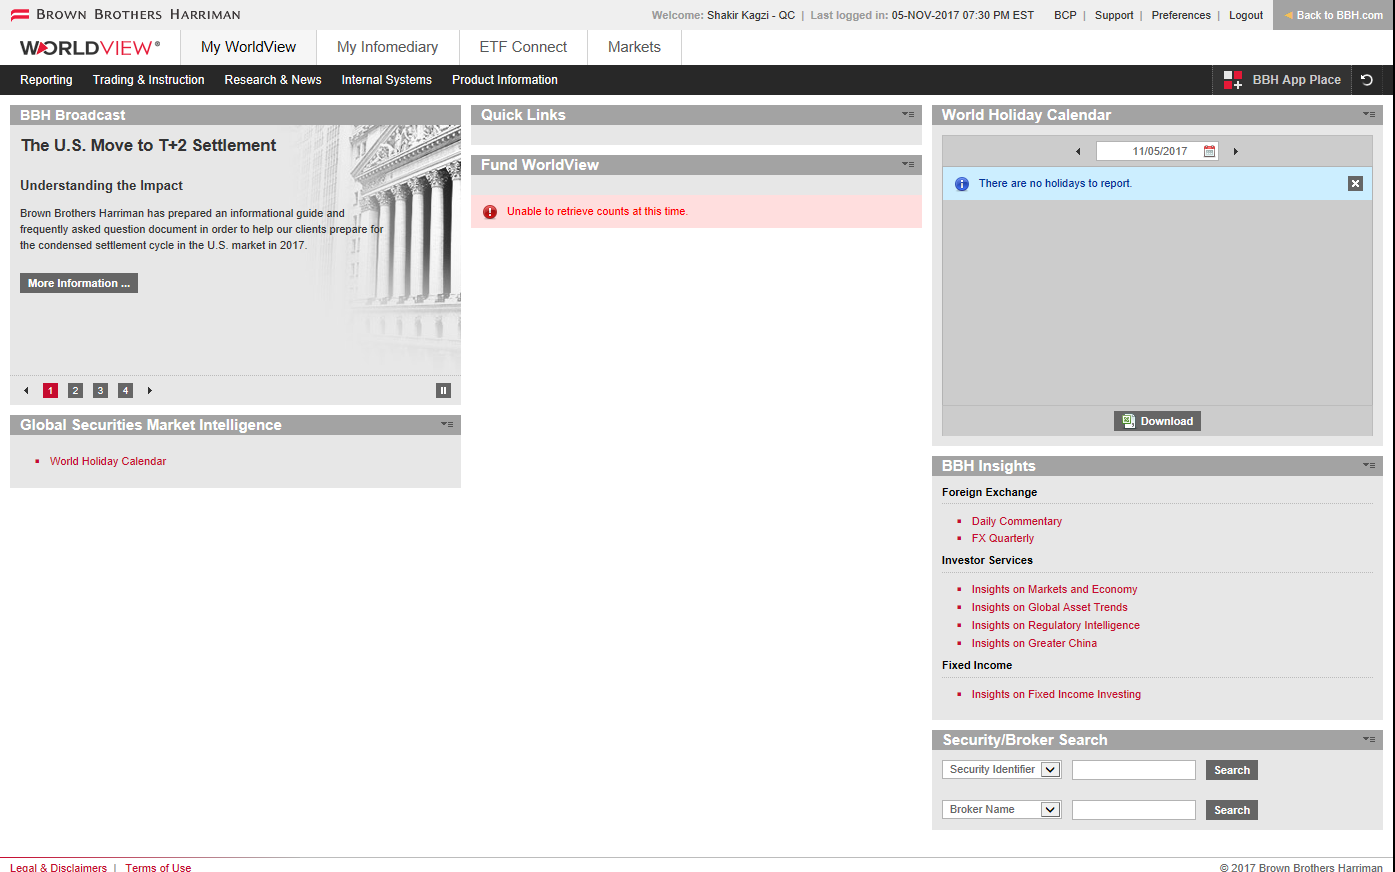 BROWN BROTHERS HARRIMAN
Welcome: Shakir Kagzi - QC | Last logged in: 05-NOV-2017 07:30 PM EST BCP | Support | Preferences | Logout
Back to BBH.com
WORLDVIEW®
My WorldView
My Infomediary
ETF Connect
Markets
Reporting
Trading & Instruction
Research & News
Internal Systems
Product Information
BBH App Place
BBH Broadcast
The U.S. Move to T+2 Settlement
Understanding the Impact
Brown Brothers Harriman has prepared an informational guide and
frequently asked question document in order to help our clients prepare for
the condensed settlement cycle in the U.S. market in 2017.
More Information ...
1 2 3 4
Global Securities Market Intelligence
World Holiday Calendar
Quick Links
Fund WorldView
Unable to retrieve counts at this time.
World Holiday Calendar
11/05/2017
There are no holidays to report.
Download
BBH Insights
Foreign Exchange
Daily Commentary
FX Quarterly
Investor Services
Insights on Markets and Economy
Insights on Global Asset Trends
Insights on Regulatory Intelligence
Insights on Greater China
Fixed Income
Insights on Fixed Income Investing
Security/Broker Search
Security Identifier
Search
Broker Name
Search
Legal & Disclaimers | Terms of Use
© 2017 Brown Brothers Harriman